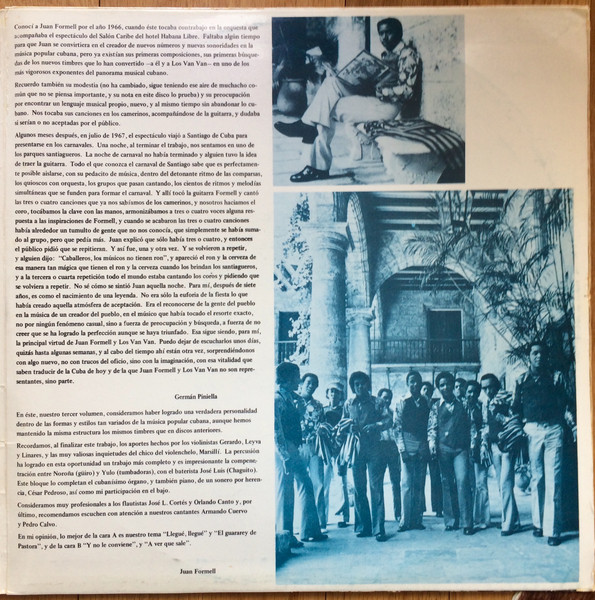 Conocí a Juan Formell por el año 1966, cuando éste tocaba contrabajo en la orquesta que
acompañaba el espectáculo del Salón Caribe del hotel Habana Libre. Faltaba algún tiempo
para que Juan se convirtiera en el creador de nuevos números y nuevas sonoridades en la
música popular cubana, pero ya existían sus primeras composiciones, sus primeras búsque-
das de los nuevos timbres que lo han convertido —a él y a Los Van Van— en uno de los
más vigorosos exponentes del panorama musical cubano.
Recuerdo también su modestia (no ha cambiado, sigue teniendo ese aire de muchacho co-
mún que no se piensa importante, y su nota en este disco lo prueba) y su preocupación
por encontrar un lenguaje musical propio, nuevo, y al mismo tiempo sin abandonar lo cu-
bano. Nos tocaba sus canciones en los camerinos, acompañándose de la guitarra, y dudaba
si serían o no aceptadas por el público.
Algunos meses después, en julio de 1967, el espectáculo viajó a Santiago de Cuba para
presentarse en los carnavales. Una noche, al terminar el trabajo, nos sentamos en uno de
los parques santiagueros. La noche de carnaval no había terminado y alguien tuvo la idea
de traer la guitarra. Todo el que conozca el carnaval de Santiago sabe que es perfectamen-
te posible aislarse, con su pedacito de música, dentro del detonante ritmo de las comparsas,
los quioscos con orquesta, los grupos que pasan cantando, los cientos de ritmos y melodías
simultáneas que se funden para formar el carnaval. Y allí tocó la guitarra Formell y cantó
las tres o cuatro canciones que ya nos sabíamos de los camerinos, y nosotros hacíamos el
coro, tocábamos la clave con las manos, armonizábamos a tres o cuatro voces alguna res-
puesta a las inspiraciones de Formell, y cuando se acabaron las tres o cuatro canciones
había alrededor un tumulto de gente que no nos conocía, que simplemente se había suma-
do al grupo, pero que pedía más. Juan explicó que sólo había tres o cuatro, y entonces
el público pidió que se repitieran. Y así fue, una y otra vez. Y se volvieron a repetir,
y alguien dijo: “Caballeros, los músicos no tienen ron”, y apareció el ron y la cerveza de
esa manera tan mágica que tienen el ron y la cerveza cuando los brindan los santiagueros,
y a la tercera o cuarta repetición todo el mundo estaba cantando los coros y pidiendo que
se volviera a repetir. No sé cómo se sintió Juan aquella noche. Para mí, después de siete
años, es como el nacimiento de una leyenda. No era sólo la euforia de la fiesta lo que
había creado aquella atmósfera de aceptación. Era el reconocerse de la gente del pueblo
en la música de un creador del pueblo, en el músico que había tocado el resorte exacto,
no por ningún fenómeno casual, sino a fuerza de preocupación y búsqueda, a fuerza de no
creer que se ha logrado la perfección aunque se haya triunfado. Esa sigue siendo, para mí,
la principal virtud de Juan Formell y Los Van Van. Puedo dejar de escucharlos unos días,
quizás hasta algunas semanas, y al cabo del tiempo ahí están otra vez, sorprendiéndonos
con algo nuevo, no con trucos del oficio, sino con la imaginación, con esa vitalidad que
saben traducir de la Cuba de hoy y de la que Juan Formell y Los Van Van no son repre-
sentantes, sino parte.
Germán Piniella
En éste, nuestro tercer volumen, consideramos haber logrado una verdadera personalidad
dentro de las formas y estilos tan variados de la música popular cubana, aunque hemos
mantenido la misma estructura los mismos timbres que en discos anteriores.
Recordamos, al finalizar este trabajo, los aportes hechos por los violinistas Gerardo, Leyva
y Linares, y las muy valiosas inquietudes del chico del violenchelo, Marsillí. La percusión
ha logrado en esta oportunidad un trabajo más completo y es impresionante la compene-
tración entre Noroña (güiro) y Yulo (tumbadoras), con el baterista José Luis (Chaguito).
Este bloque lo completan el cubanísimo órgano, y también piano, de un sonero por heren-
cia, César Pedroso, así como mi participación en el bajo.
Consideramos muy profesionales a los flautistas José L. Cortés y Orlando Canto y, por
último, recomendamos escuchen con atención a nuestros cantantes Armando Cuervo
y Pedro Calvo.
En mi opinión, lo mejor de la cara A es nuestro tema “Llegué, llegué” y “El guararey de
Pastora”, y de la cara B “Y no le conviene”, y “A ver que sale”.
Juan Formell